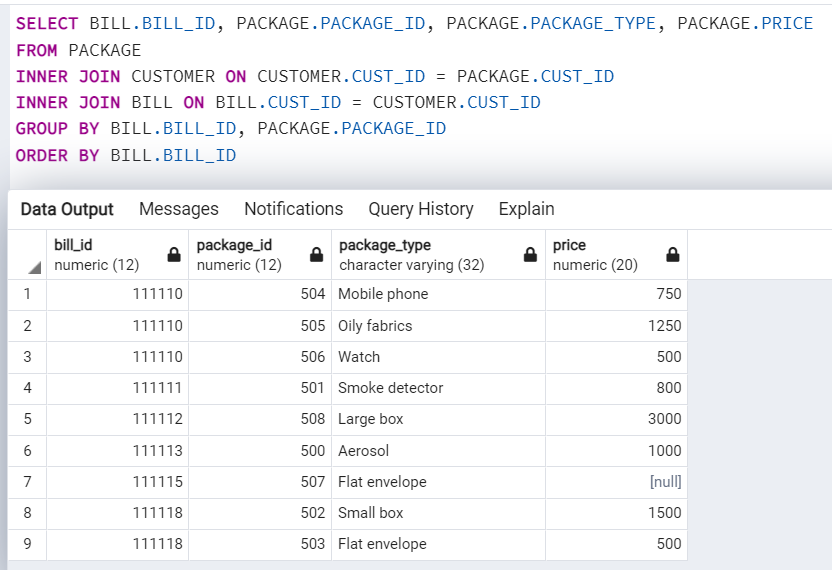 SELECT BILL.BILL_ID, PACKAGE.PACKAGE_ID, PACKAGE.PACKAGE_TYPE, PACKAGE.PRICE
FROM PACKAGE
INNER JOIN CUSTOMER ON CUSTOMER.CUST_ID = PACKAGE.CUST_ID
INNER JOIN BILL ON BILL.CUST_ID = CUSTOMER.CUST_ID
GROUP BY BILL.BILL_ID, PACKAGE.PACKAGE_ID
ORDER BY BILL.BILL_ID
Data Output Messages Notifications Query History Explain
bill_id package_id package_type price
numeric (12) numeric (12) character varying (32) numeric (20)
1 111110 504 Mobile phone 750
2 111110 505 Oily fabrics 1250
3 111110 506 Watch 500
4 111111 501 Smoke detector 800
5 111112 508 Large box 3000
6 111113 500 Aerosol 1000
7 111115 507 Flat envelope [null]
8 111118 502 Small box 1500
9 111118 503 Flat envelope 500